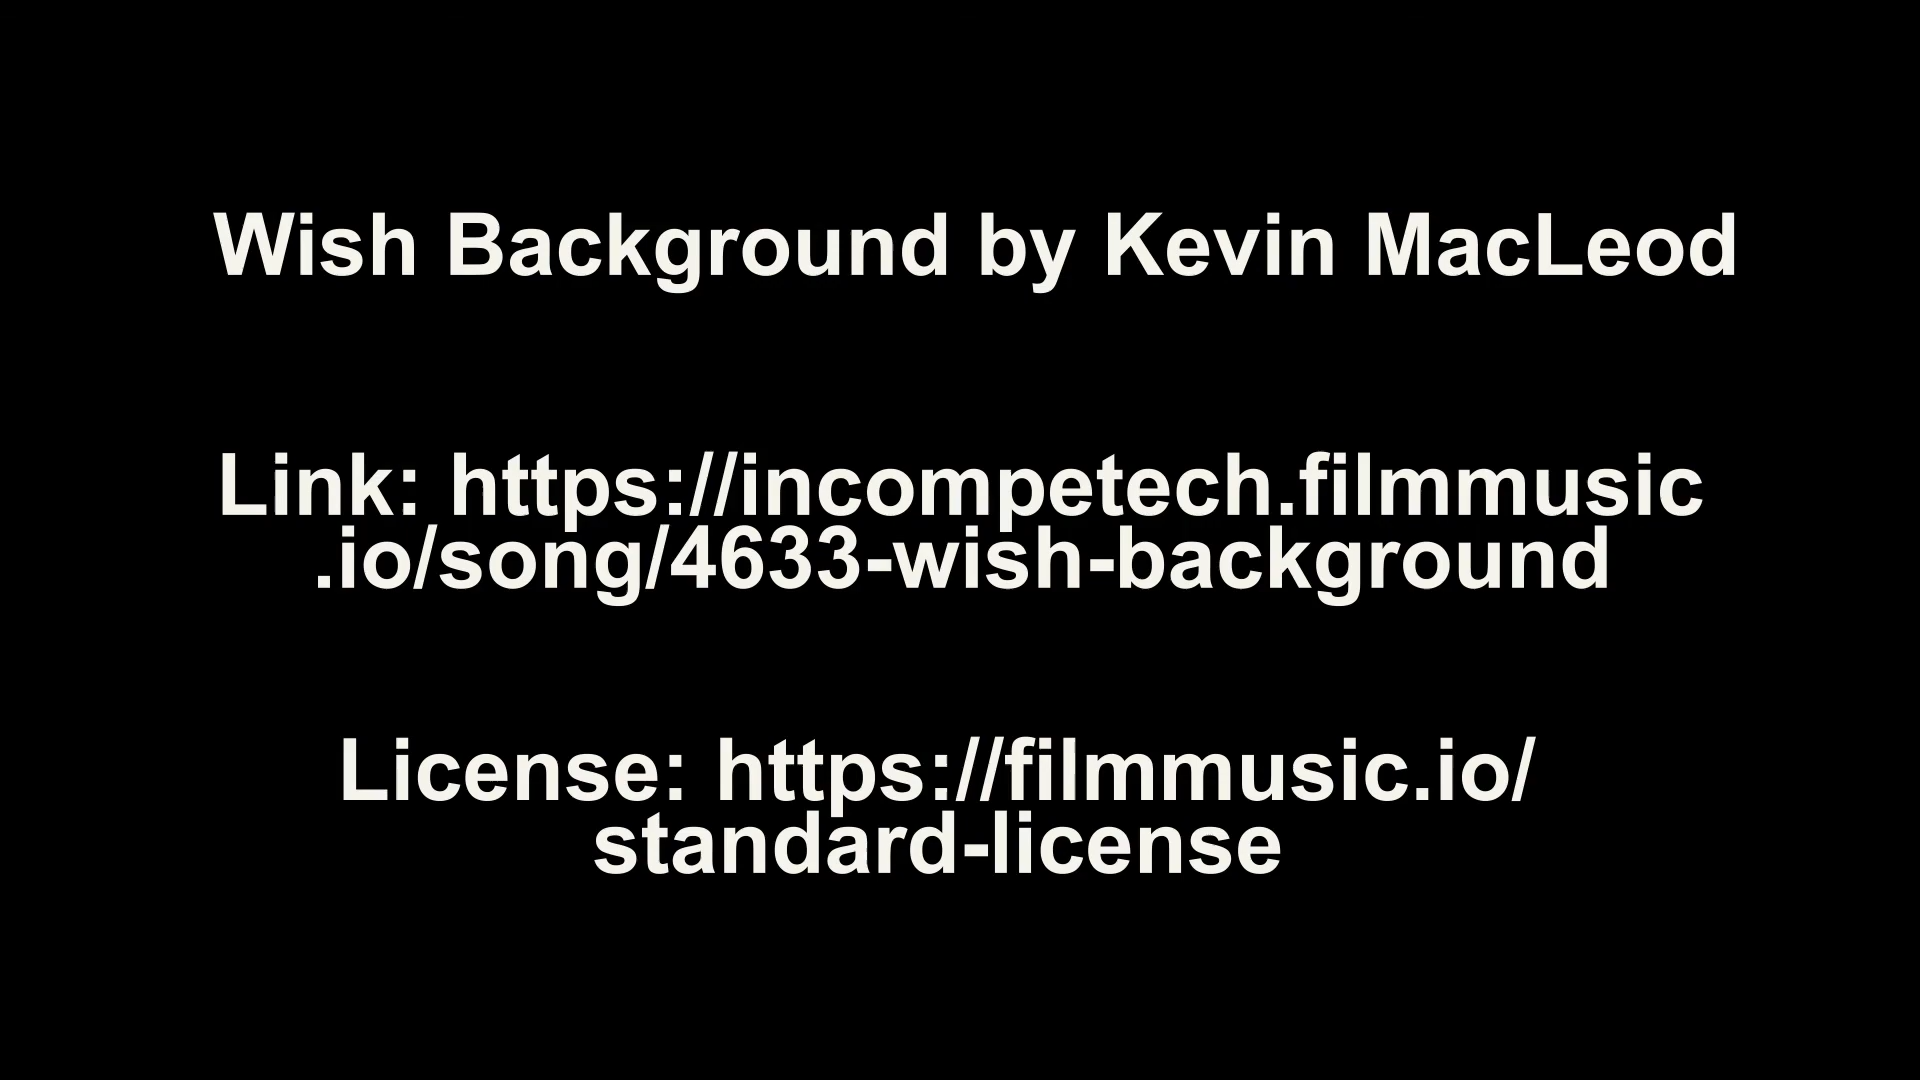 Wish Background by Kevin MacLeod
Link: https://incompetech.filmmusic
.io/song/4633-wish-background
License: https://filmmusic.io/
standard-license